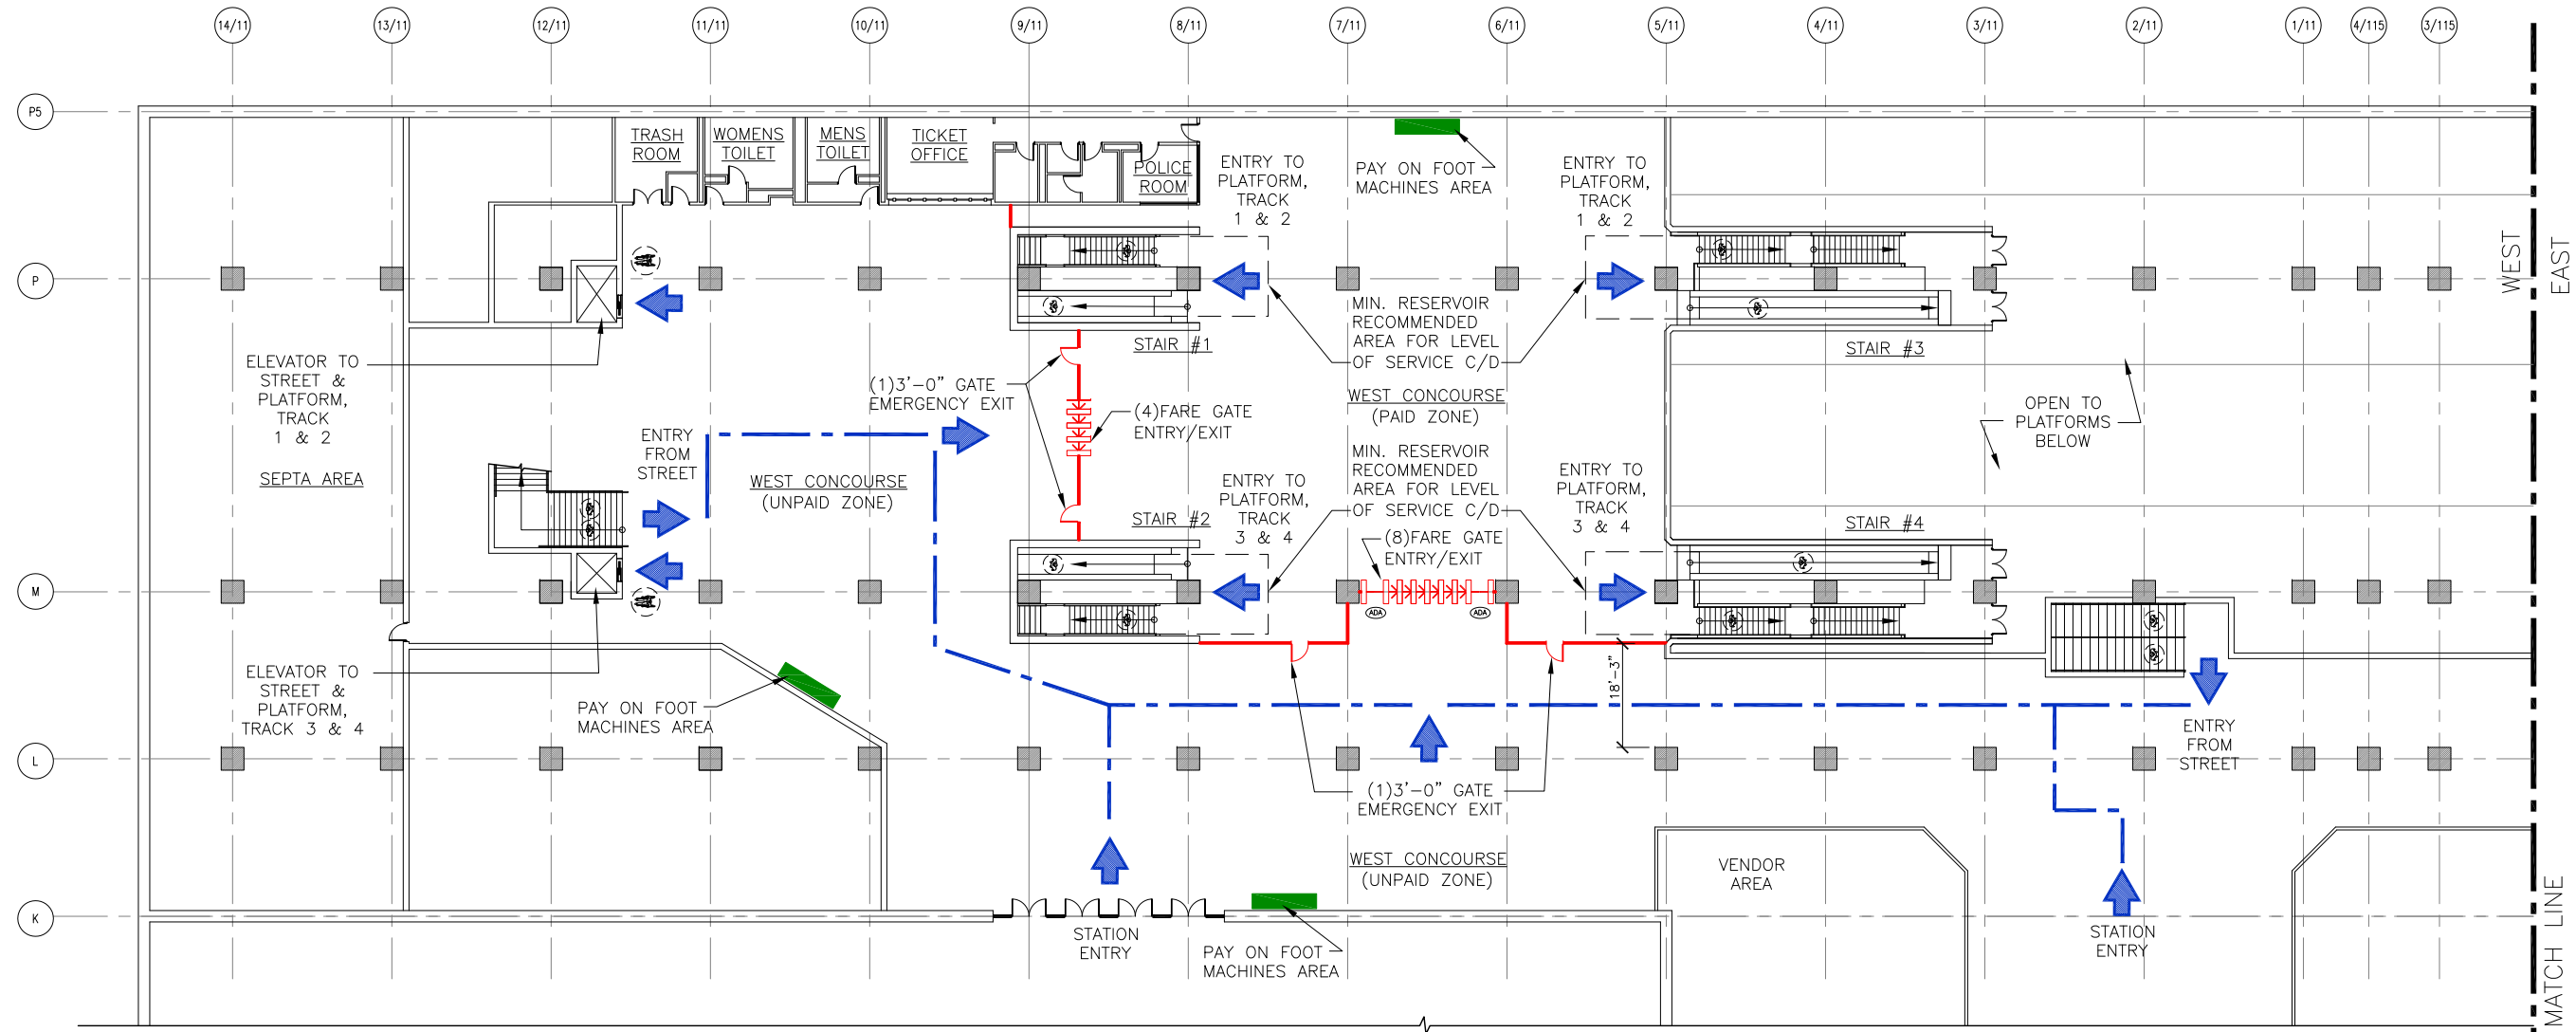 14/11
13/11
12/11
11/11
10/11
9/11
8/11
7/11
6/11
5/11
4/11
3/11
2/11
1/11
4/115
3/115
P5
P
M
L
K
TRASH
ROOM
WOMENS
TOILET
MENS
TOILET
TICKET
OFFICE
POLICE
ROOM
ENTRY TO
PLATFORM,
TRACK
1 & 2
PAY ON FOOT
MACHINES AREA
ENTRY TO
PLATFORM,
TRACK
1 & 2
WEST
EAST
MIN. RESERVOIR
RECOMMENDED
AREA FOR LEVEL
OF SERVICE C/D
STAIR #1
STAIR #3
ELEVATOR TO
STREET &
PLATFORM,
TRACK
1 & 2
(1)3'-0" GATE
EMERGENCY EXIT
(4)FARE GATE
ENTRY/EXIT
WEST CONCOURSE
(PAID ZONE)
OPEN TO
PLATFORMS
BELOW
ENTRY
FROM
STREET
SEPTA AREA
WEST CONCOURSE
(UNPAID ZONE)
MIN. RESERVOIR
RECOMMENDED
AREA FOR LEVEL
OF SERVICE C/D
ENTRY TO
PLATFORM,
TRACK
3 & 4
ENTRY TO
PLATFORM,
TRACK
3 & 4
STAIR #2
STAIR #4
(8)FARE GATE
ENTRY/EXIT
ADA
ADA
18'-3"
ELEVATOR TO
STREET &
PLATFORM,
TRACK 3 & 4
PAY ON FOOT
MACHINES AREA
ENTRY
FROM
STREET
(1)3'-0" GATE
EMERGENCY EXIT
WEST CONCOURSE
(UNPAID ZONE)
VENDOR
AREA
STATION
ENTRY
PAY ON FOOT
MACHINES AREA
STATION
ENTRY
MATCH LINE